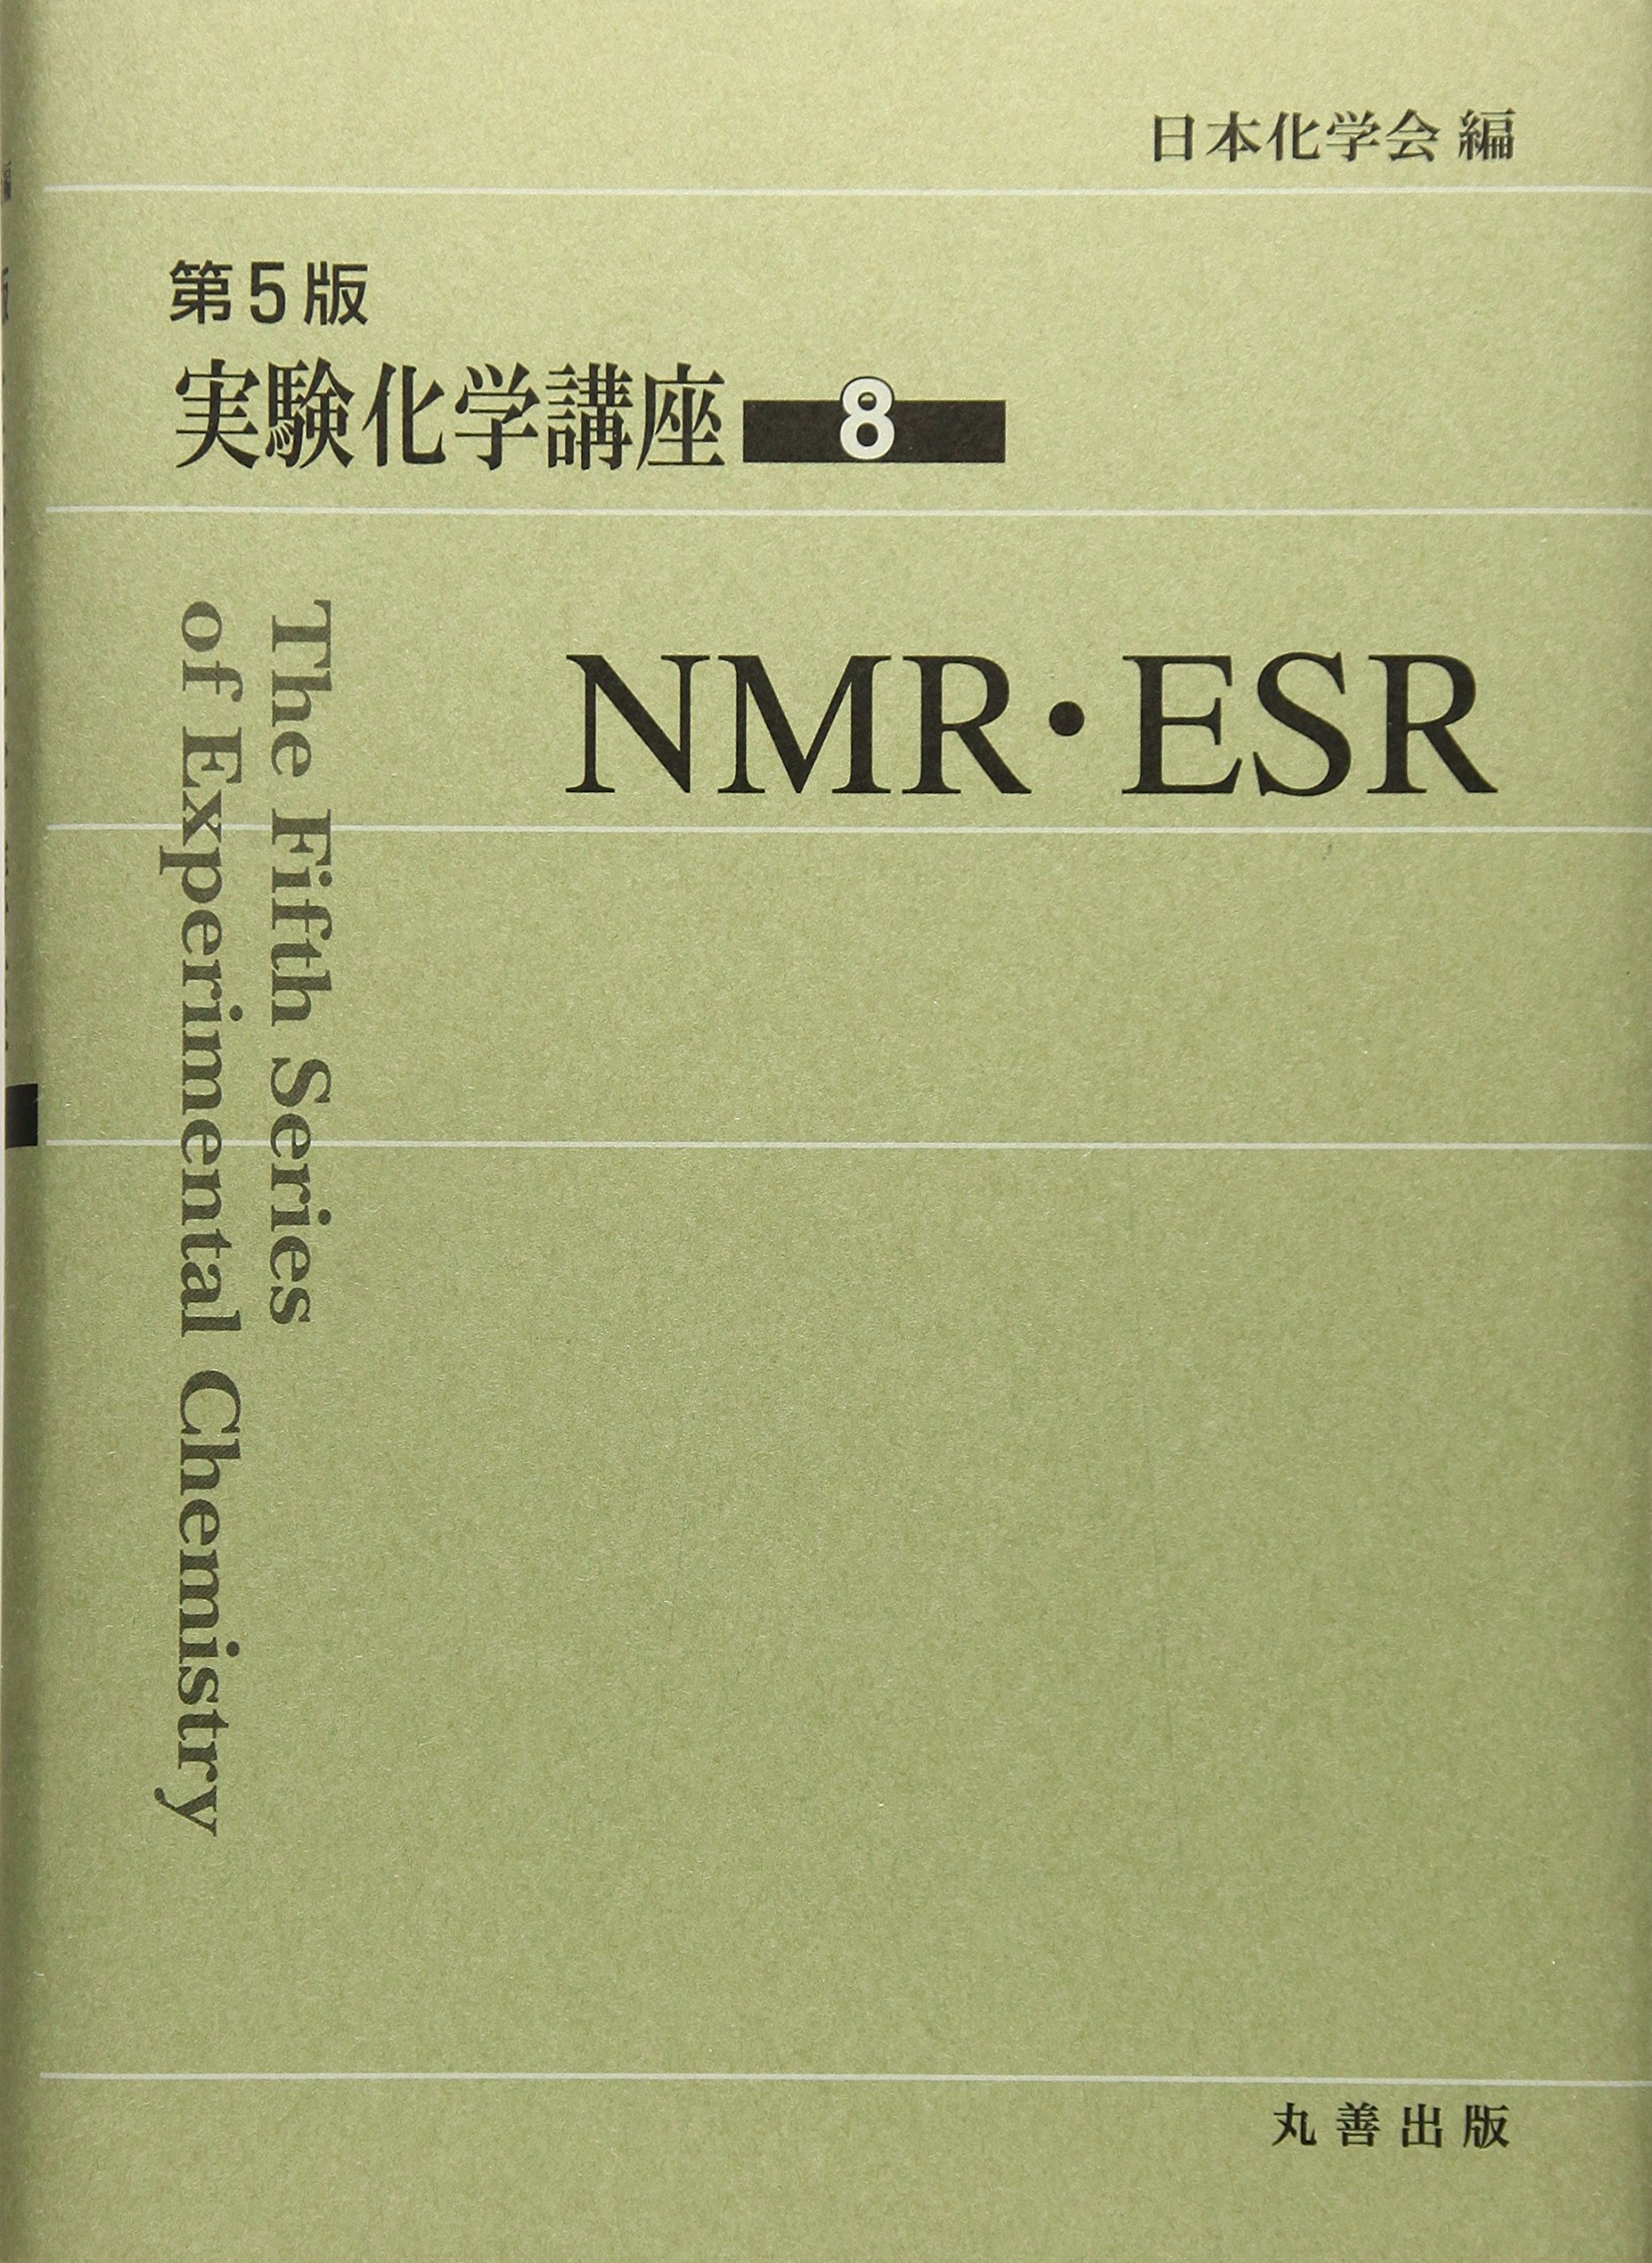 日本化学会 編
第5版
実験化学講座 8
NMR・ESR
The Fifth Series
of Experimental Chemistry
丸善出版